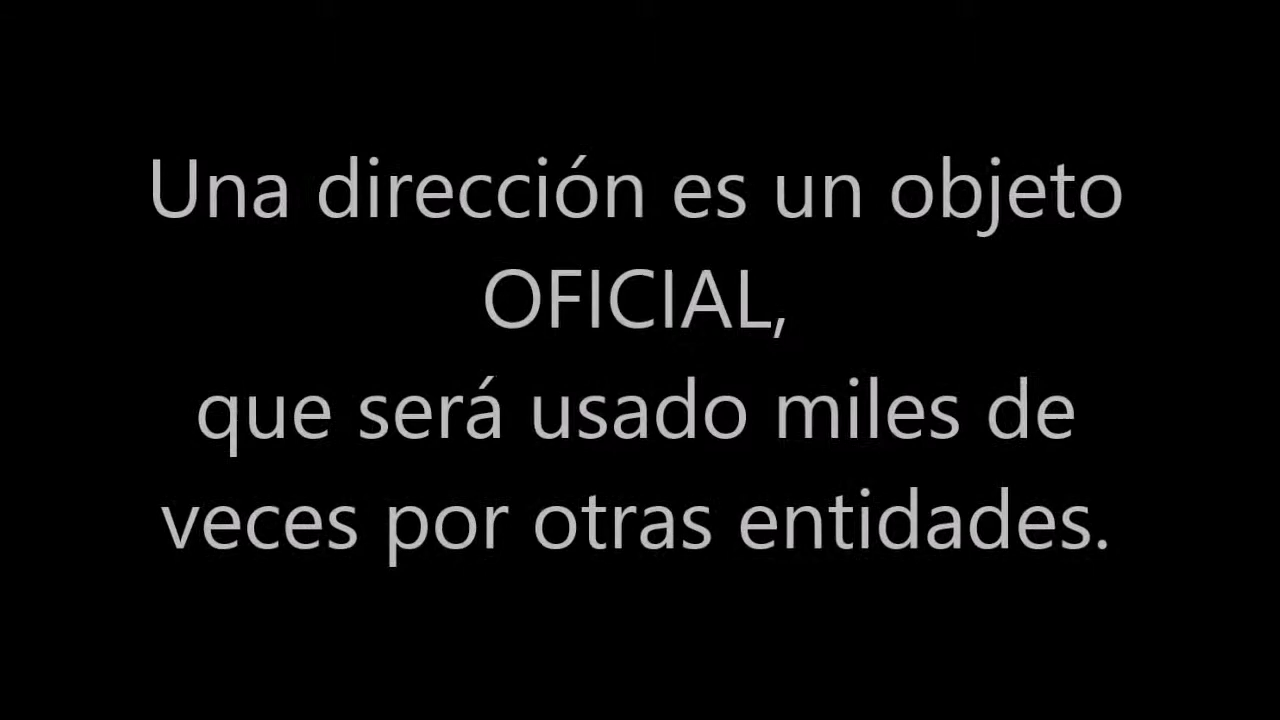 Una dirección es un objeto
OFICIAL,
que será usado miles de
veces por otras entidades.